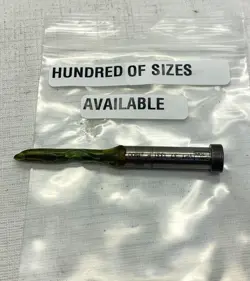 HUNDRED OF SIZES
AVAILABLE